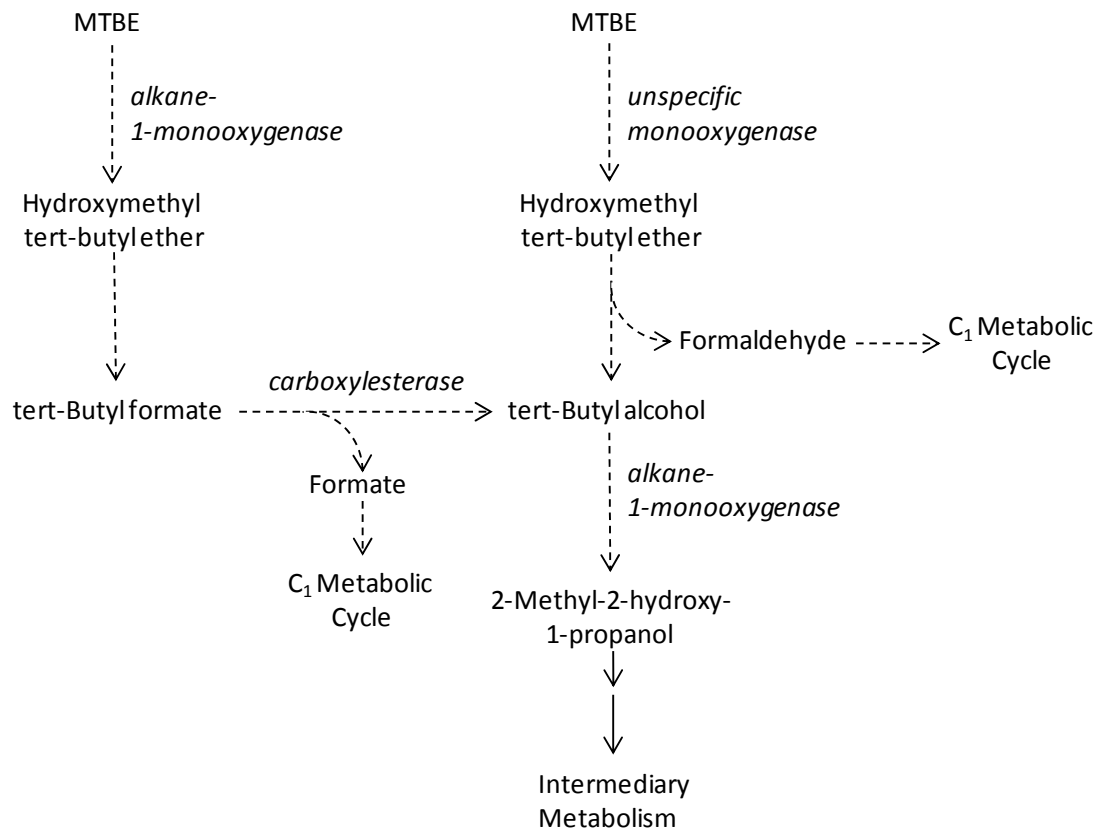 MTBE
MTBE
alkane-
1-monooxygenase
unspecific
monooxygenase
Hydroxymethyl
tert-butyl ether
Hydroxymethyl
tert-butyl ether
Formaldehyde
C1 Metabolic
Cycle
carboxylesterase
tert-Butyl formate
tert-Butyl alcohol
Formate
alkane-
1-monooxygenase
C1 Metabolic
Cycle
2-Methyl-2-hydroxy-
1-propanol
Intermediary
Metabolism